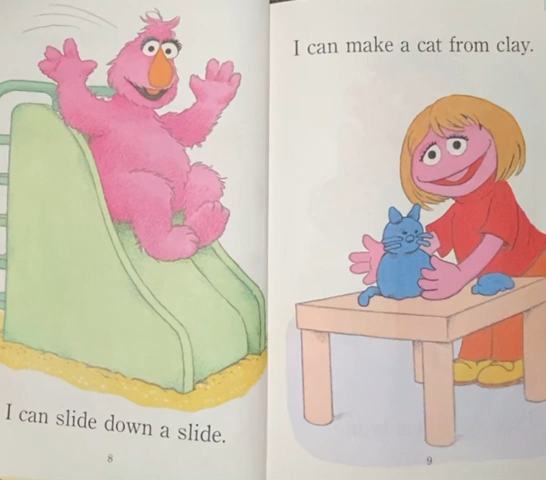 I can slide down a slide.
8
I can make a cat from clay.
9